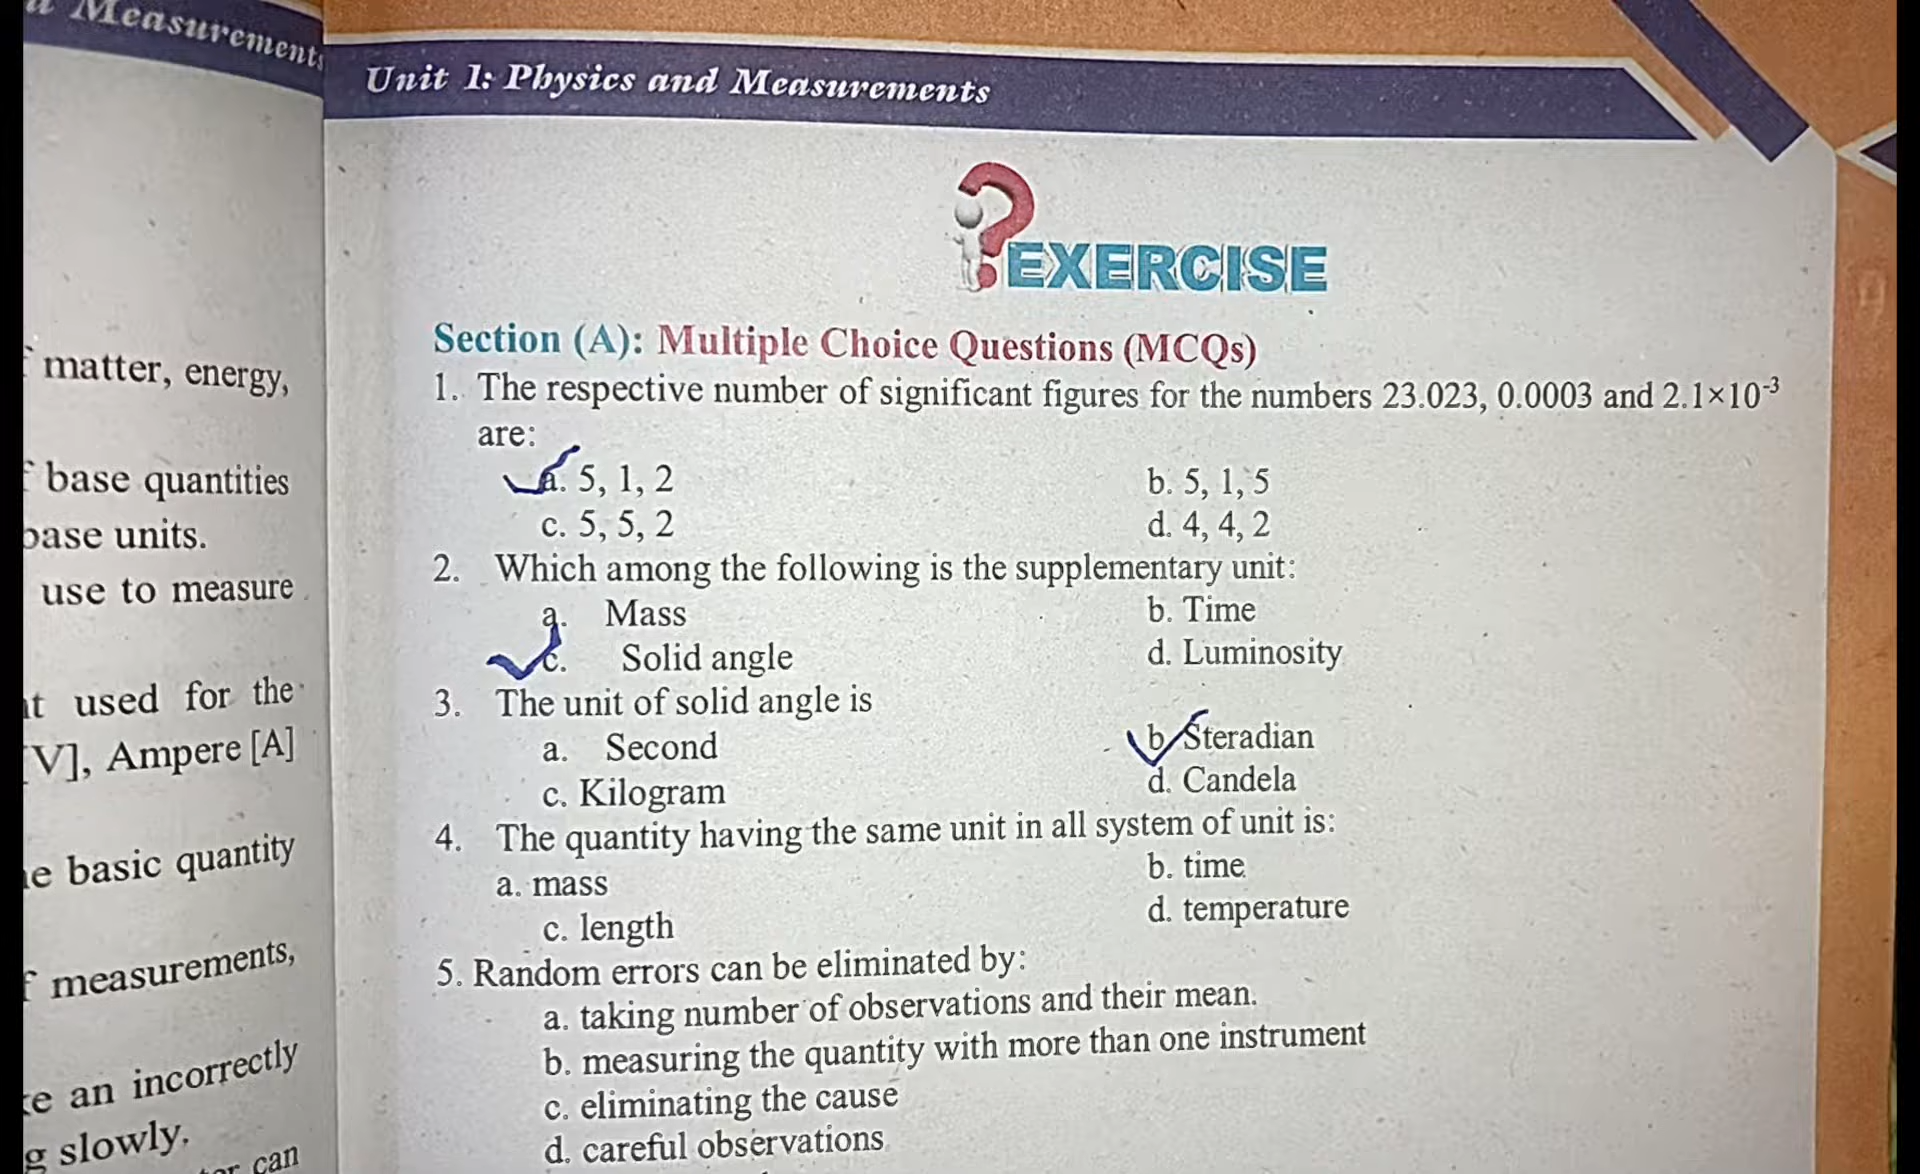 Measurements
matter, energy,
base quantities
base units.
use to measure
used for the
V], Ampere [A]
basic quantity
measurements,
an incorrectly
slowly.
can
Unit 1: Physics and Measurements
EXERCISE
Section (A): Multiple Choice Questions (MCQs)
1. The respective number of significant figures for the numbers 23.023, 0.0003 and 2.1×10⁻³
are:
a. 5, 1, 2 b. 5, 1, 5
c. 5, 5, 2 d. 4, 4, 2
2. Which among the following is the supplementary unit:
a. Mass b. Time
c. Solid angle d. Luminosity
3. The unit of solid angle is
a. Second b. Steradian
c. Kilogram d. Candela
4. The quantity having the same unit in all system of unit is:
a. mass b. time
c. length d. temperature
5. Random errors can be eliminated by:
a. taking number of observations and their mean.
b. measuring the quantity with more than one instrument
c. eliminating the cause
d. careful observations